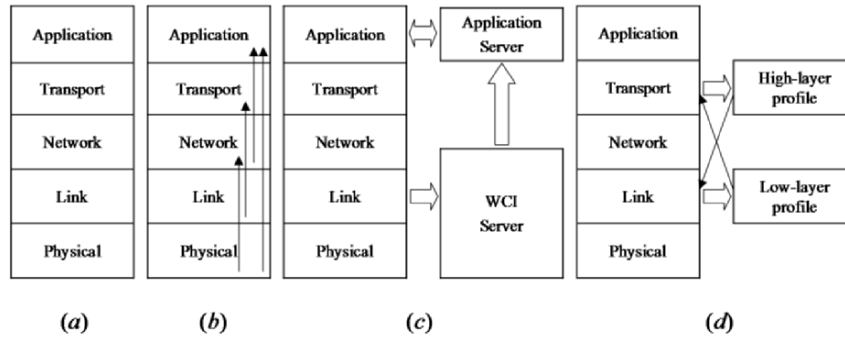 Application
Transport
Network
Link
Physical
(a)
Application
Transport
Network
Link
Physical
(b)
Application
Transport
Network
Link
Physical
Application
Server
WCI
Server
(c)
Application
Transport
Network
Link
Physical
High-layer
profile
Low-layer
profile
(d)